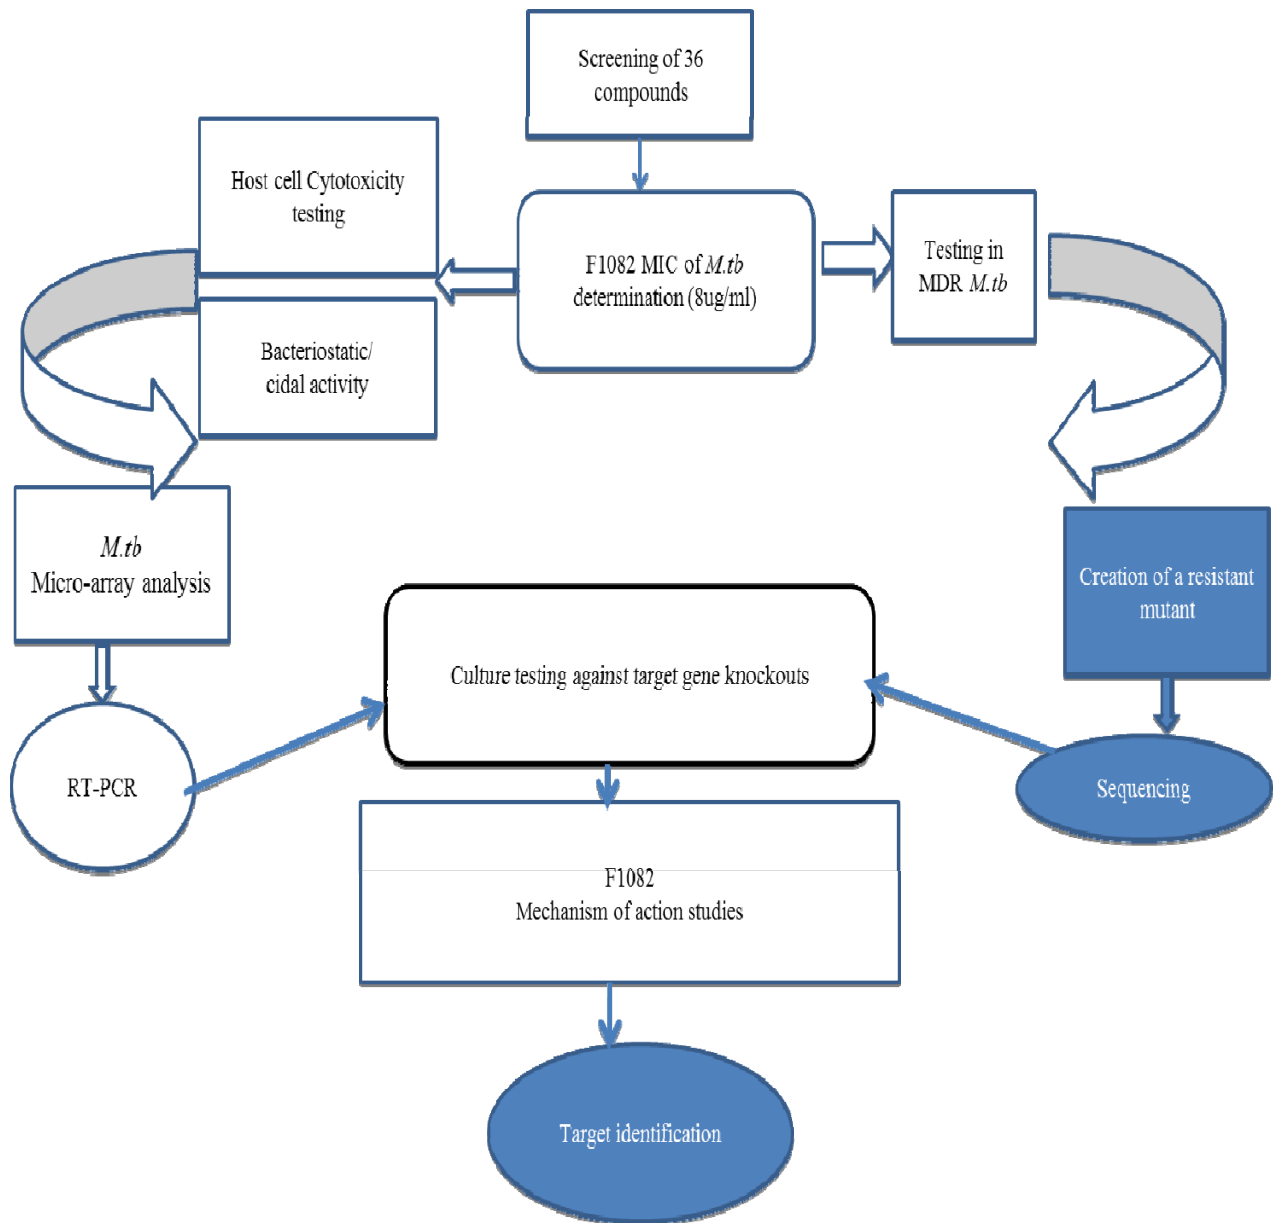 Screening of 36
compounds
Host cell Cytotoxicity
testing
F1082 MIC of M.tb
determination (8ug/ml)
Testing in
MDR M.tb
Bacteriostatic/
cidal activity
M.tb
Micro-array analysis
Creation of a resistant
mutant
Culture testing against target gene knockouts
RT-PCR
Sequencing
F1082
Mechanism of action studies
Target identification